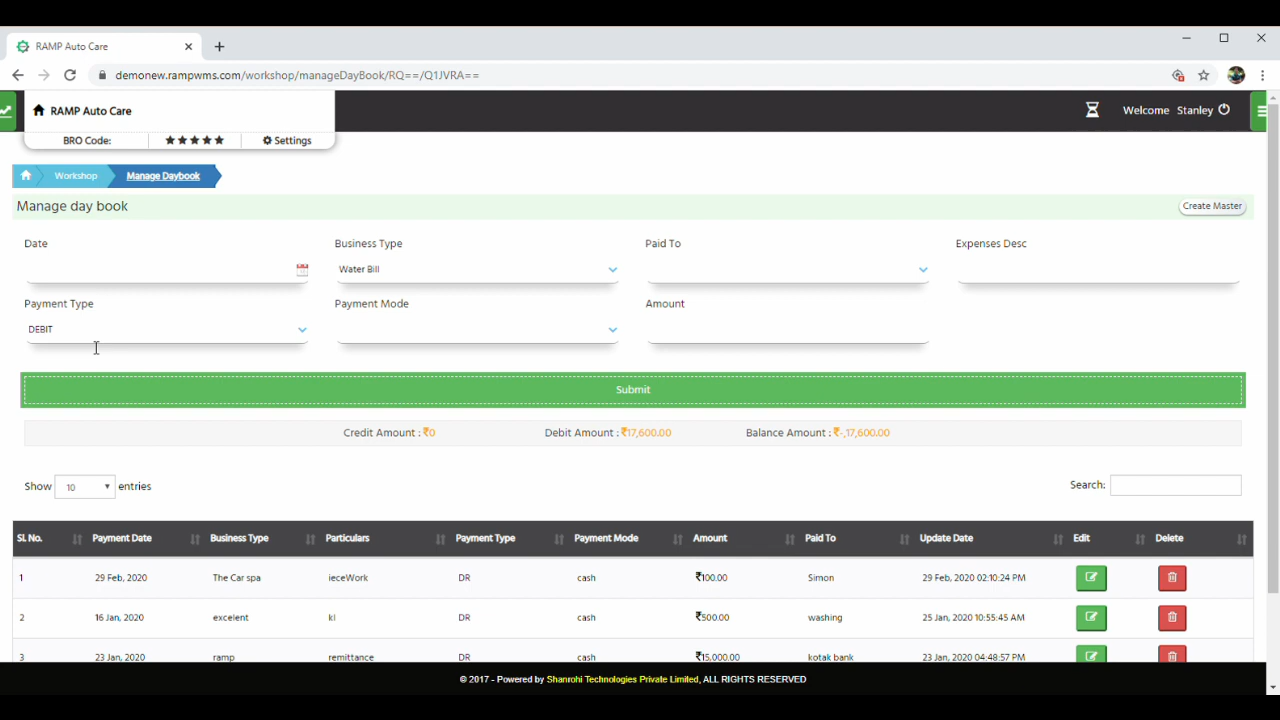 RAMP Auto Care
demonew.rampwms.com/workshop/manageDayBook/RQ==/Q1JVRA==
RAMP Auto Care
Welcome Stanley
BRO Code: ★★★★★ Settings
Workshop Manage Daybook
Manage day book Create Master
Date Business Type Paid To Expenses Desc
Water Bill
Payment Type Payment Mode Amount
DEBIT
Submit
Credit Amount : ₹0 Debit Amount : ₹17,600.00 Balance Amount : ₹-,17,600.00
Show 10 entries Search:
SI. No. Payment Date Business Type Particulars Payment Type Payment Mode Amount Paid To Update Date Edit Delete
1 29 Feb, 2020 The Car spa ieceWork DR cash ₹100.00 Simon 29 Feb, 2020 02:10:24 PM
2 16 Jan, 2020 excelent kl DR cash ₹500.00 washing 25 Jan, 2020 10:55:45 AM
3 23 Jan, 2020 ramp remittance DR cash ₹15,000.00 kotak bank 23 Jan, 2020 04:48:57 PM
© 2017 - Powered by Shanrohi Technologies Private Limited, ALL RIGHTS RESERVED